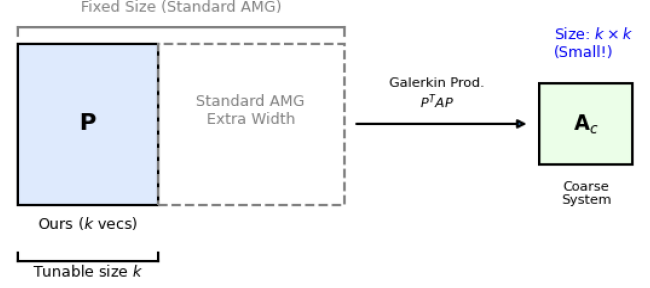 Fixed Size (Standard AMG)
Size: k × k
(Small!)
Galerkin Prod.
PᵀAP
Standard AMG
Extra Width
P
A_c
Coarse
System
Ours (k vecs)
Tunable size k